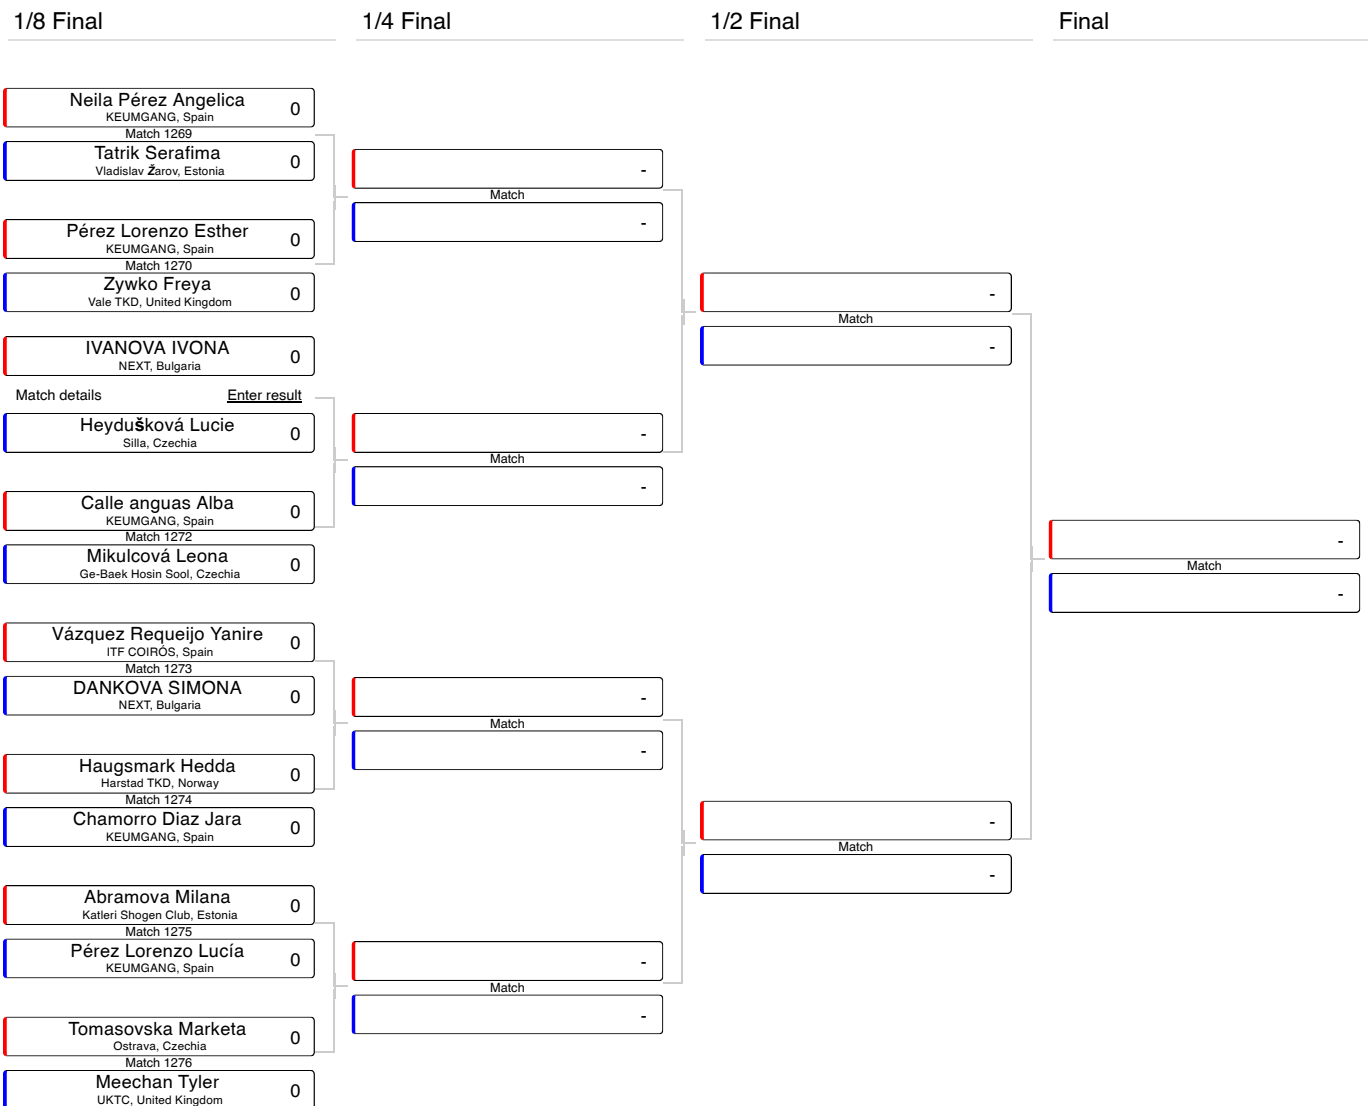 1/8 Final
1/4 Final
1/2 Final
Final
Neila Pérez Angelica
0
KEUMGANG, Spain
Match 1269
Tatrik Serafima
0
Vladislav Žarov, Estonia
Pérez Lorenzo Esther
0
KEUMGANG, Spain
Match 1270
Zywko Freya
0
Vale TKD, United Kingdom
IVANOVA IVONA
0
NEXT, Bulgaria
Match details
Enter result
Heydušková Lucie
0
Silla, Czechia
Calle anguas Alba
0
KEUMGANG, Spain
Match 1272
Mikulcová Leona
0
Ge-Baek Hosin Sool, Czechia
Vázquez Requeijo Yanire
0
ITF COIRÓS, Spain
Match 1273
DANKOVA SIMONA
0
NEXT, Bulgaria
Haugsmark Hedda
0
Harstad TKD, Norway
Match 1274
Chamorro Diaz Jara
0
KEUMGANG, Spain
Abramova Milana
0
Katleri Shogen Club, Estonia
Match 1275
Pérez Lorenzo Lucía
0
KEUMGANG, Spain
Tomasovska Marketa
0
Ostrava, Czechia
Match 1276
Meechan Tyler
0
UKTC, United Kingdom
-
Match
-
-
Match
-
-
Match
-
-
Match
-
-
Match
-
-
Match
-
-
Match
-